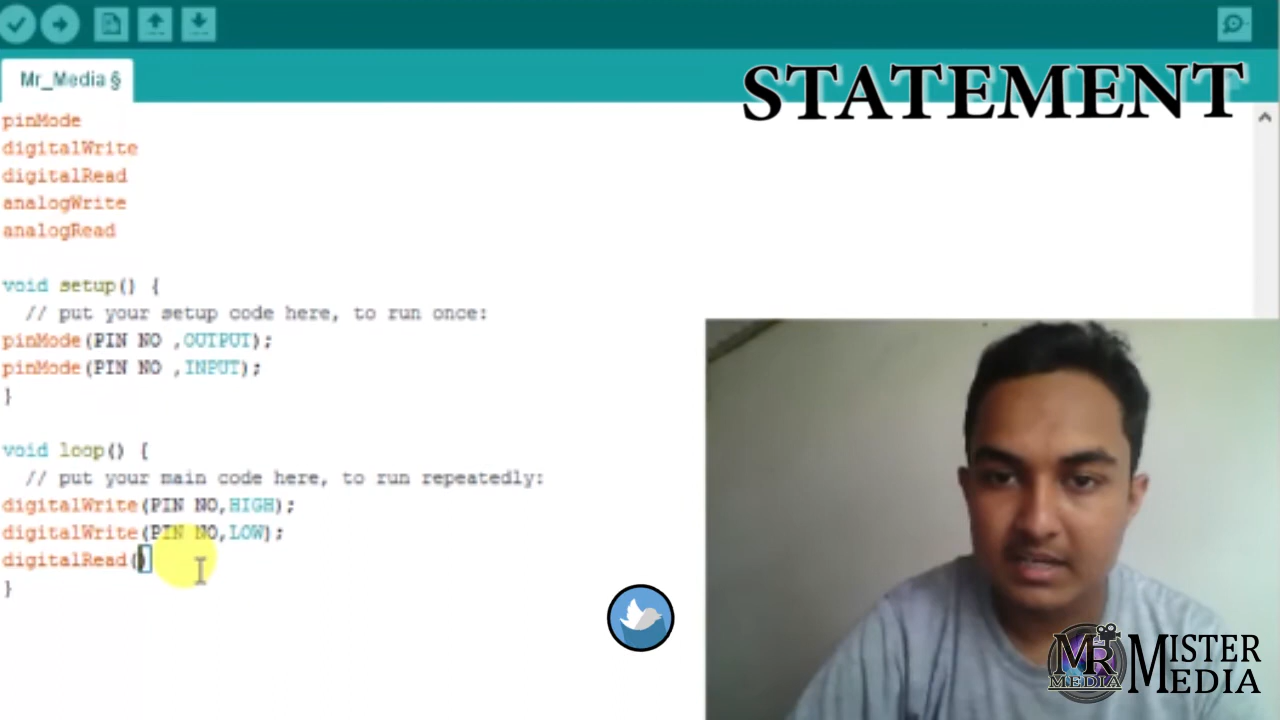 Mr_Media §
STATEMENT
pinMode
digitalWrite
digitalRead
analogWrite
analogRead
void setup() {
// put your setup code here, to run once:
pinMode(PIN NO ,OUTPUT);
pinMode(PIN NO ,INPUT);
}
void loop() {
// put your main code here, to run repeatedly:
digitalWrite(PIN NO,HIGH);
digitalWrite(PIN NO,LOW);
digitalRead()
}
MR
MEDIA
MISTER
MEDIA